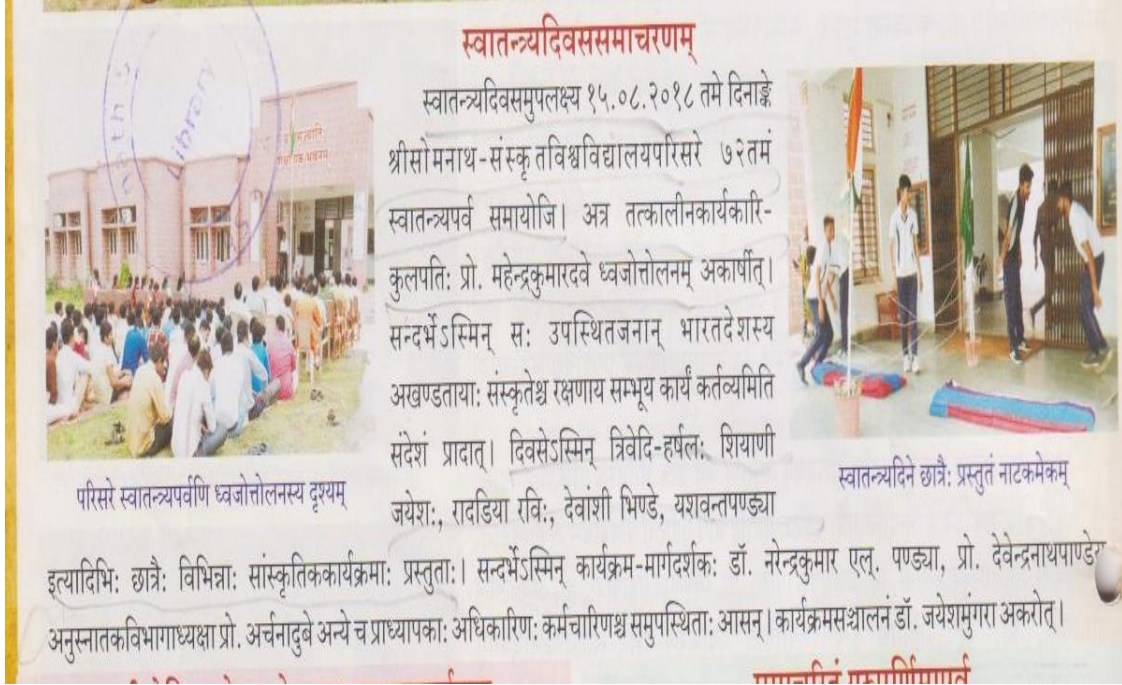 स्वातन्त्र्यदिवससमाचरणम्
स्वातन्त्र्यदिवसमुपलक्ष्य १५.०८.२०१८ तमे दिनाङ्के
श्रीसोमनाथ-संस्कृतविश्वविद्यालयपरिसरे ७२तमं
स्वातन्त्र्यपर्व समायोजि। अत्र तत्कालीनकार्यकारि-
कुलपतिः प्रो. महेन्द्रकुमारदवे ध्वजोत्तोलनम् अकार्षीत्।
सन्दर्भेऽस्मिन् सः उपस्थितजनान् भारतदेशस्य
अखण्डतायाः संस्कृतेश्च रक्षणाय सम्भूय कार्यं कर्तव्यमिति
संदेशं प्रादात्। दिवसेऽस्मिन् त्रिवेदि-हर्षलः शियाणी
जयेशः, रादडिया रविः, देवांशी भिण्डे, यशवन्तपण्ड्या
इत्यादिभिः छात्रैः विभिन्नाः सांस्कृतिककार्यक्रमाः प्रस्तुताः। सन्दर्भेऽस्मिन् कार्यक्रम-मार्गदर्शकः डॉ. नरेन्द्रकुमार एल्. पण्ड्या, प्रो. देवेन्द्रनाथपाण्डेय
अनुस्नातकविभागाध्यक्षा प्रो. अर्चनादुबे अन्ये च प्राध्यापकाः अधिकारिणः कर्मचारिणश्च समुपस्थिताः आसन्। कार्यक्रमसञ्चालनं डॉ. जयेशमुंगरा अकरोत्।
परिसरे स्वातन्त्र्यपर्वणि ध्वजोत्तोलनस्य दृश्यम्
स्वातन्त्र्यदिने छात्रैः प्रस्तुतं नाटकमेकम्
Library